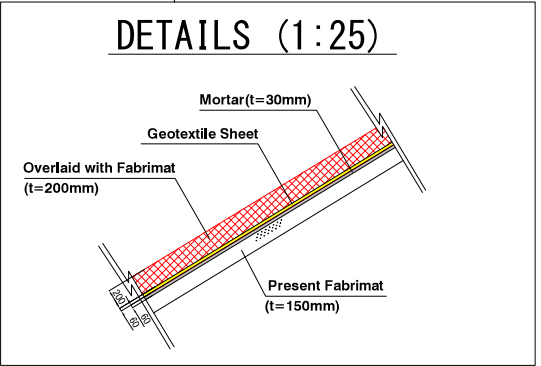 DETAILS (1:25)
Mortar(t=30mm)
Geotextile Sheet
Overlaid with Fabrimat
(t=200mm)
Present Fabrimat
(t=150mm)
200
60
60